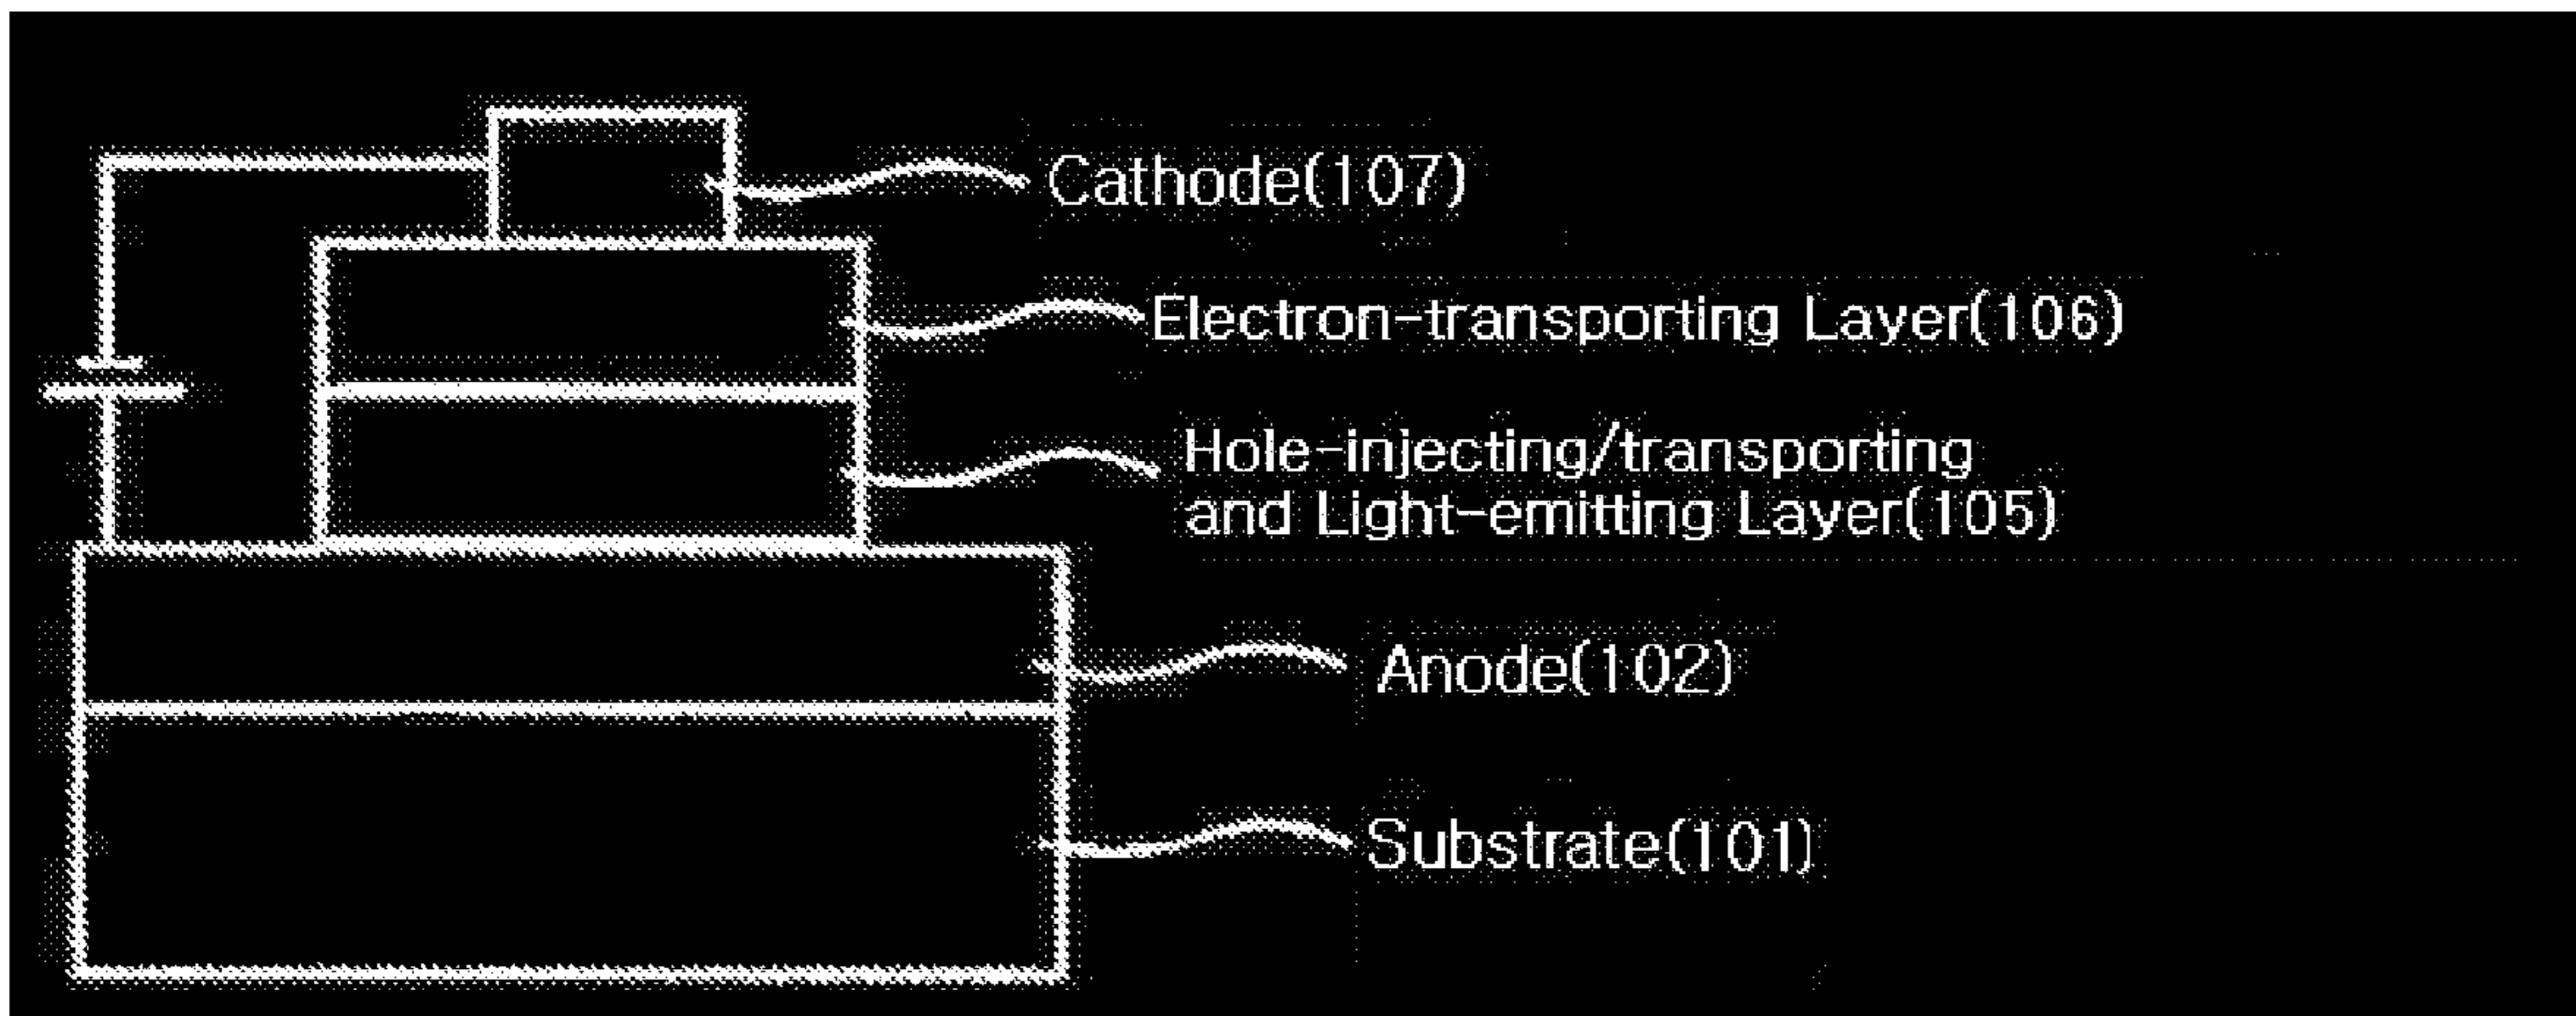 Cathode(107)
Electron-transporting Layer(106)
Hole-injecting/transporting
and Light-emitting Layer(105)
Anode(102)
Substrate(101)